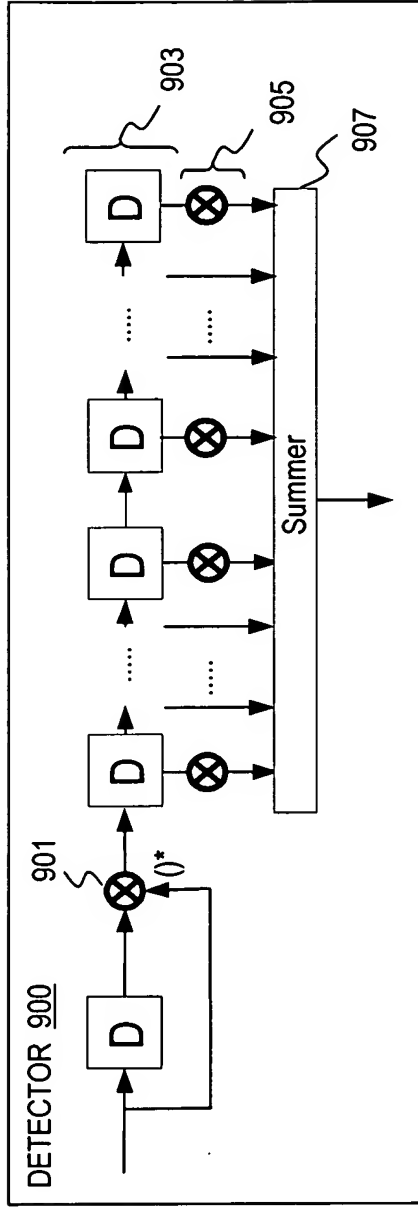 DETECTOR 900
D
901
()*
D
.....
D
D
.....
D
903
.....
.....
905
Summer
907